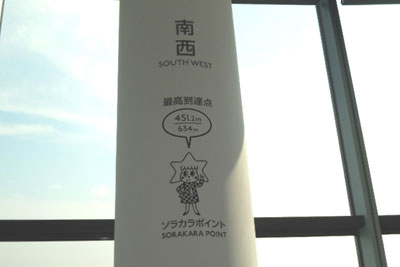 南
西
SOUTH WEST
最高到達点
451.2m
634m
ソラカラポイント
SORAKARA POINT